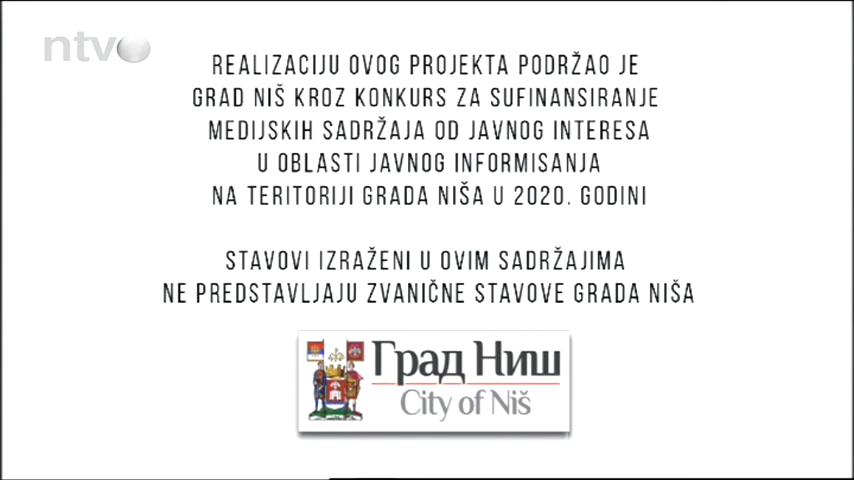 ntv
REALIZACIJU OVOG PROJEKTA PODRŽAO JE
GRAD NIŠ KROZ KONKURS ZA SUFINANSIRANJE
MEDIJSKIH SADRŽAJA OD JAVNOG INTERESA
U OBLASTI JAVNOG INFORMISANJA
NA TERITORIJI GRADA NIŠA U 2020. GODINI
STAVOVI IZRAŽENI U OVIM SADRŽAJIMA
NE PREDSTAVLJAJU ZVANIČNE STAVOVE GRADA NIŠA
Град Ниш
City of Niš